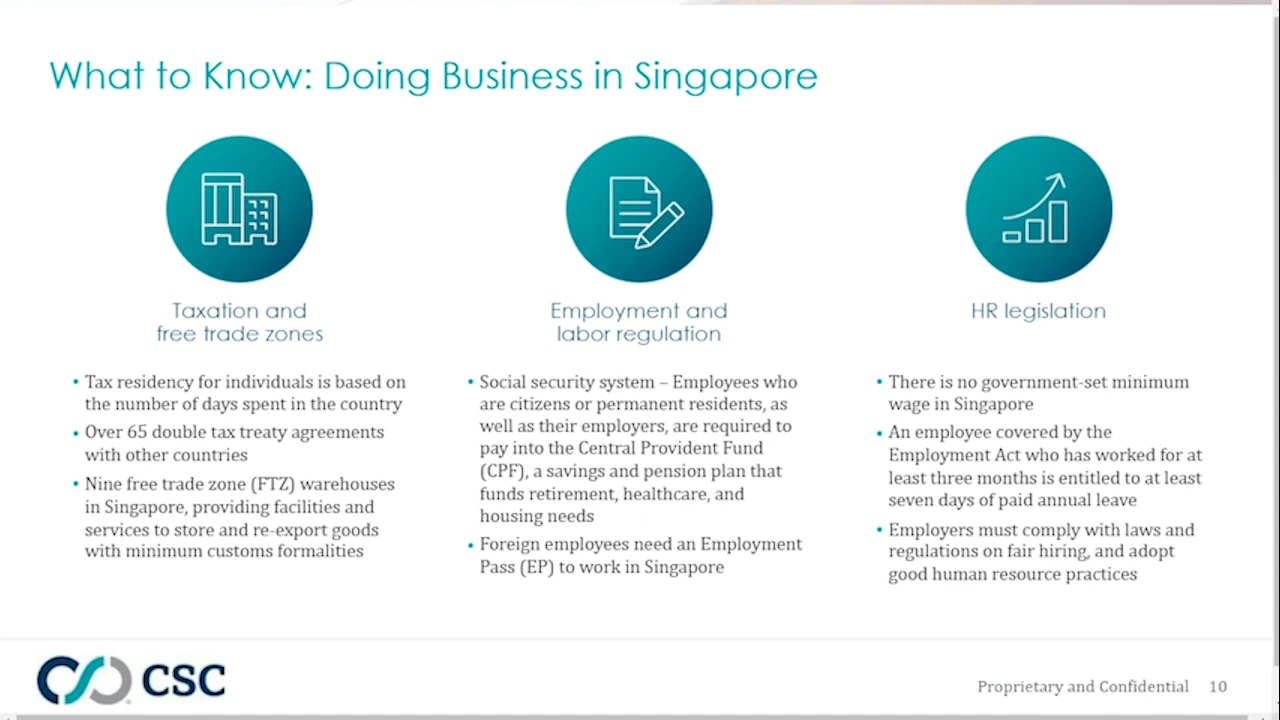 What to Know: Doing Business in Singapore
Taxation and
free trade zones
• Tax residency for individuals is based on
the number of days spent in the country
• Over 65 double tax treaty agreements
with other countries
• Nine free trade zone (FTZ) warehouses
in Singapore, providing facilities and
services to store and re-export goods
with minimum customs formalities
Employment and
labor regulation
• Social security system – Employees who
are citizens or permanent residents, as
well as their employers, are required to
pay into the Central Provident Fund
(CPF), a savings and pension plan that
funds retirement, healthcare, and
housing needs
• Foreign employees need an Employment
Pass (EP) to work in Singapore
HR legislation
• There is no government-set minimum
wage in Singapore
• An employee covered by the
Employment Act who has worked for at
least three months is entitled to at least
seven days of paid annual leave
• Employers must comply with laws and
regulations on fair hiring, and adopt
good human resource practices
CSC
Proprietary and Confidential 10